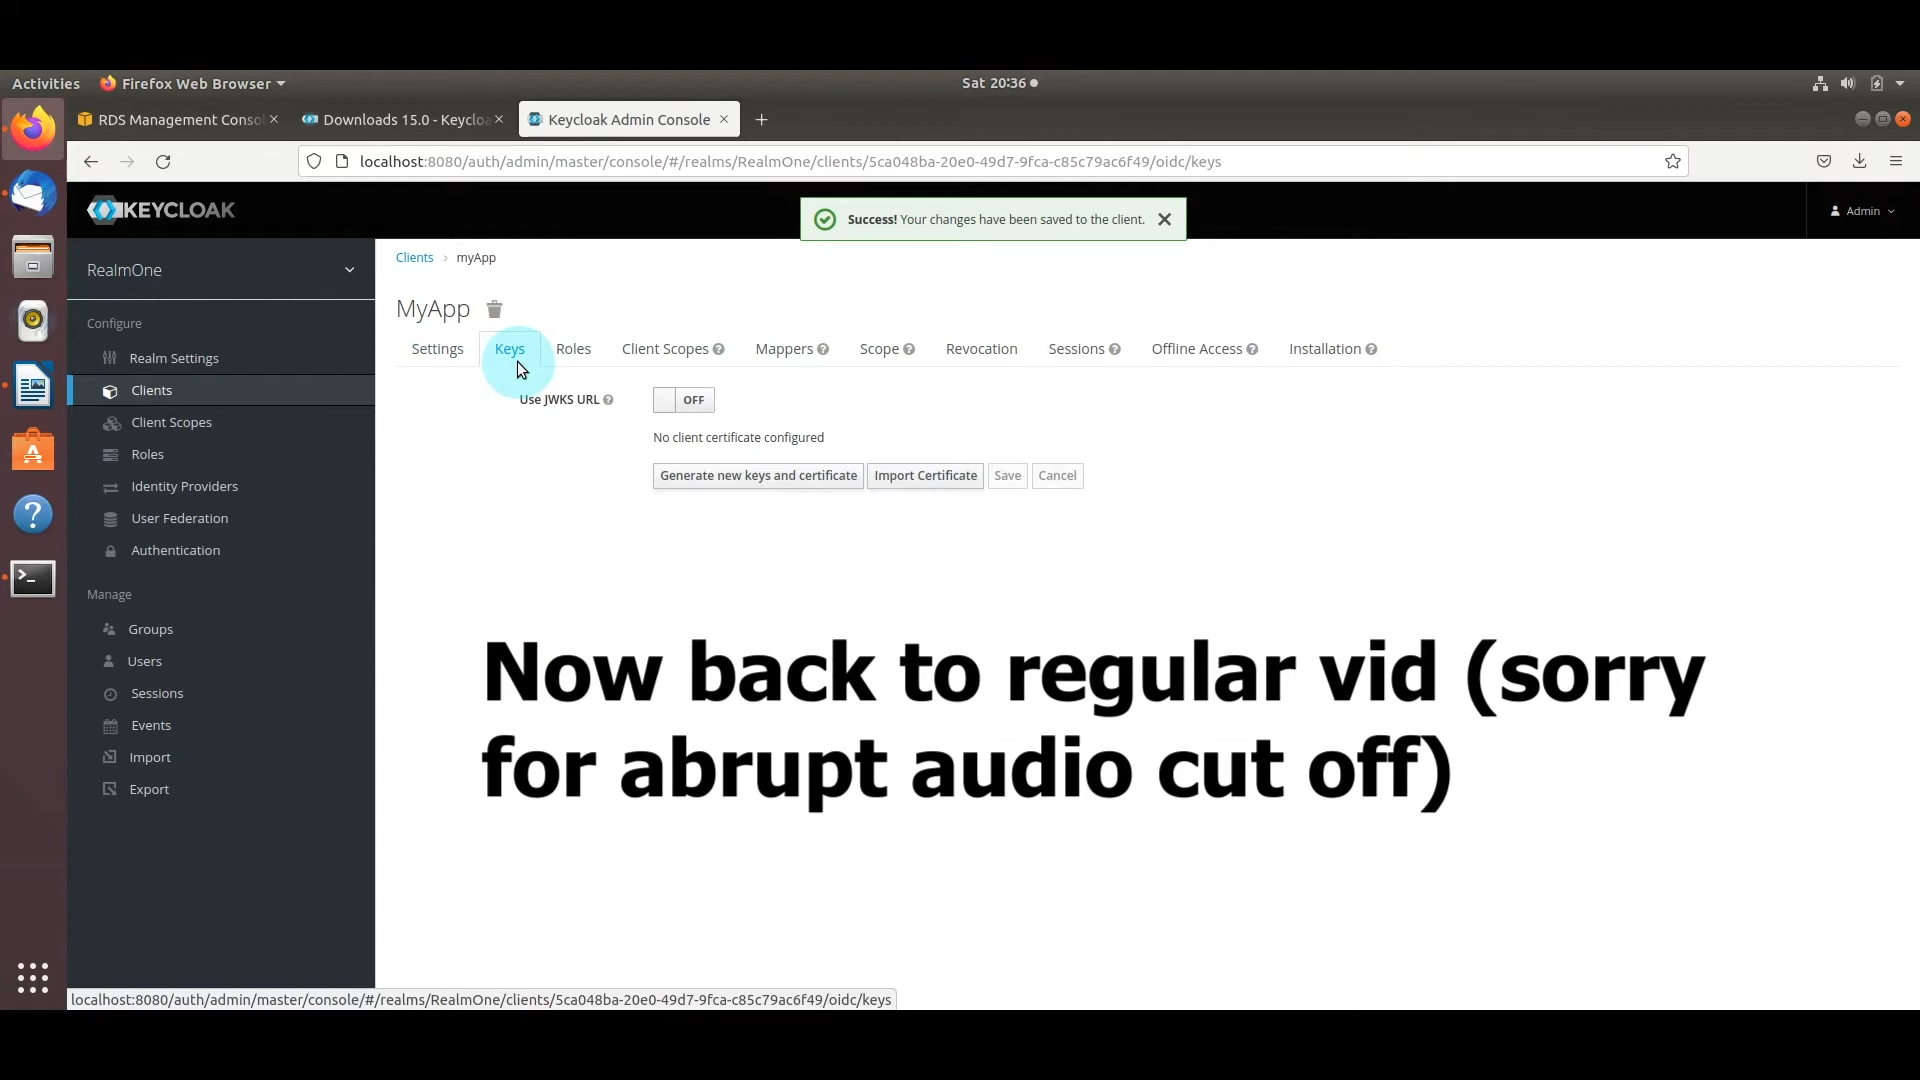 Activities Firefox Web Browser Sat 20:36
RDS Management Consol Downloads 15.0 - Keycloa Keycloak Admin Console
localhost:8080/auth/admin/master/console/#/realms/RealmOne/clients/5ca048ba-20e0-49d7-9fca-c85c79ac6f49/oidc/keys
KEYCLOAK
Success! Your changes have been saved to the client.
Admin
RealmOne
Configure
Realm Settings
Clients
Client Scopes
Roles
Identity Providers
User Federation
Authentication
Manage
Groups
Users
Sessions
Events
Import
Export
Clients > myApp
MyApp
Settings Keys Roles Client Scopes Mappers Scope Revocation Sessions Offline Access Installation
Use JWKS URL OFF
No client certificate configured
Generate new keys and certificate Import Certificate Save Cancel
Now back to regular vid (sorry
for abrupt audio cut off)
localhost:8080/auth/admin/master/console/#/realms/RealmOne/clients/5ca048ba-20e0-49d7-9fca-c85c79ac6f49/oidc/keys